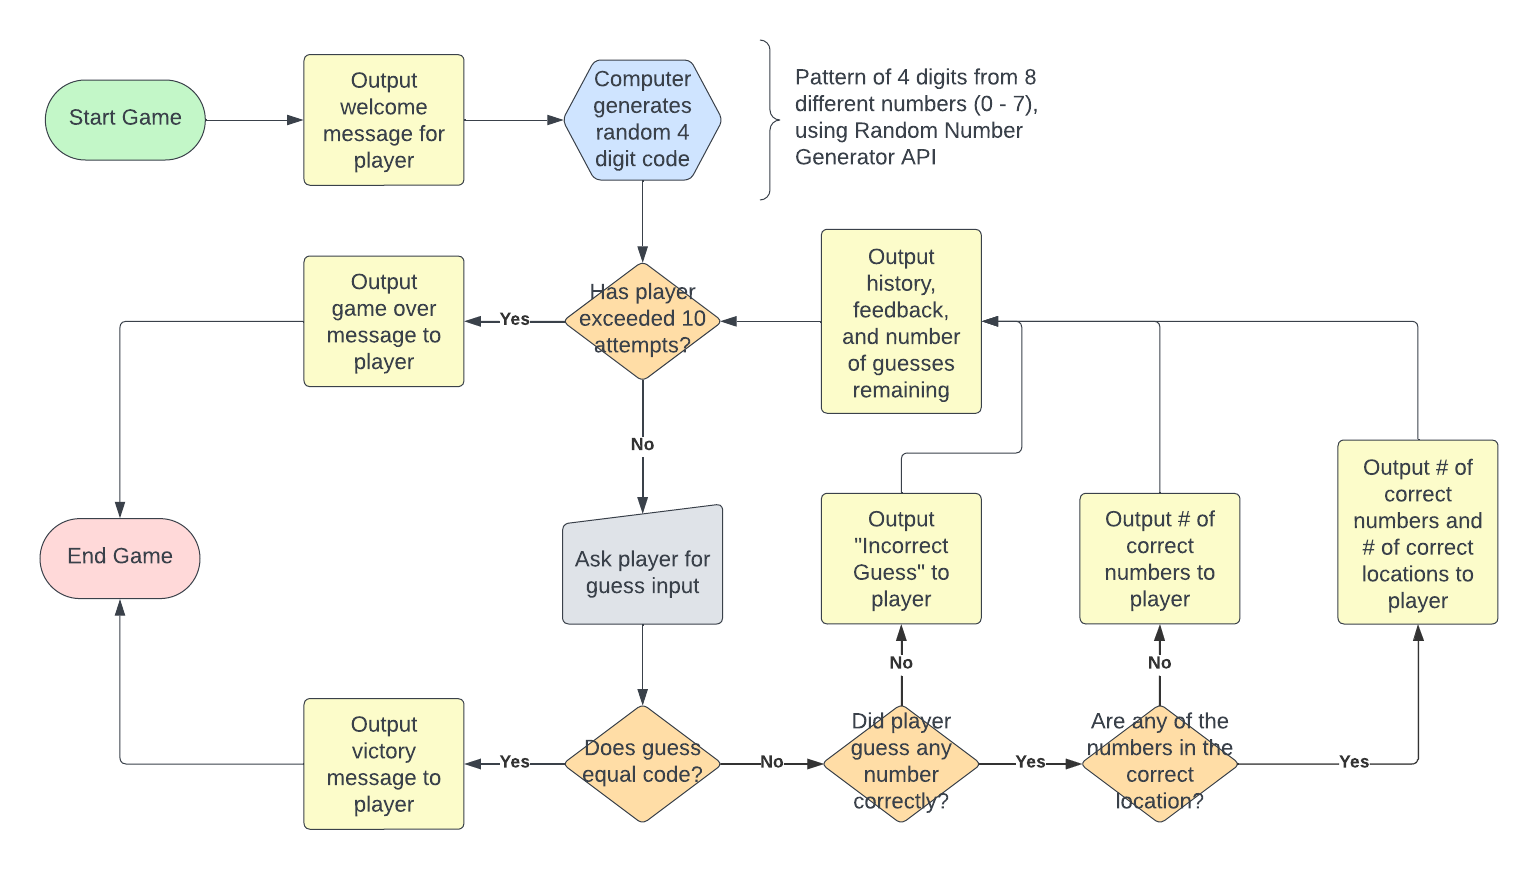 Start Game
Output
welcome
message for
player
Computer
generates
random 4
digit code
Pattern of 4 digits from 8
different numbers (0 - 7),
using Random Number
Generator API
Output
game over
message to
player
Yes
Has player
exceeded 10
attempts?
Output
history,
feedback,
and number
of guesses
remaining
No
End Game
Ask player for
guess input
Output
"Incorrect
Guess" to
player
Output # of
correct
numbers to
player
Output # of
correct
numbers and
# of correct
locations to
player
No
No
Output
victory
message to
player
Yes
Does guess
equal code?
No
Did player
guess any
number
correctly?
Yes
Are any of the
numbers in the
correct
location?
Yes